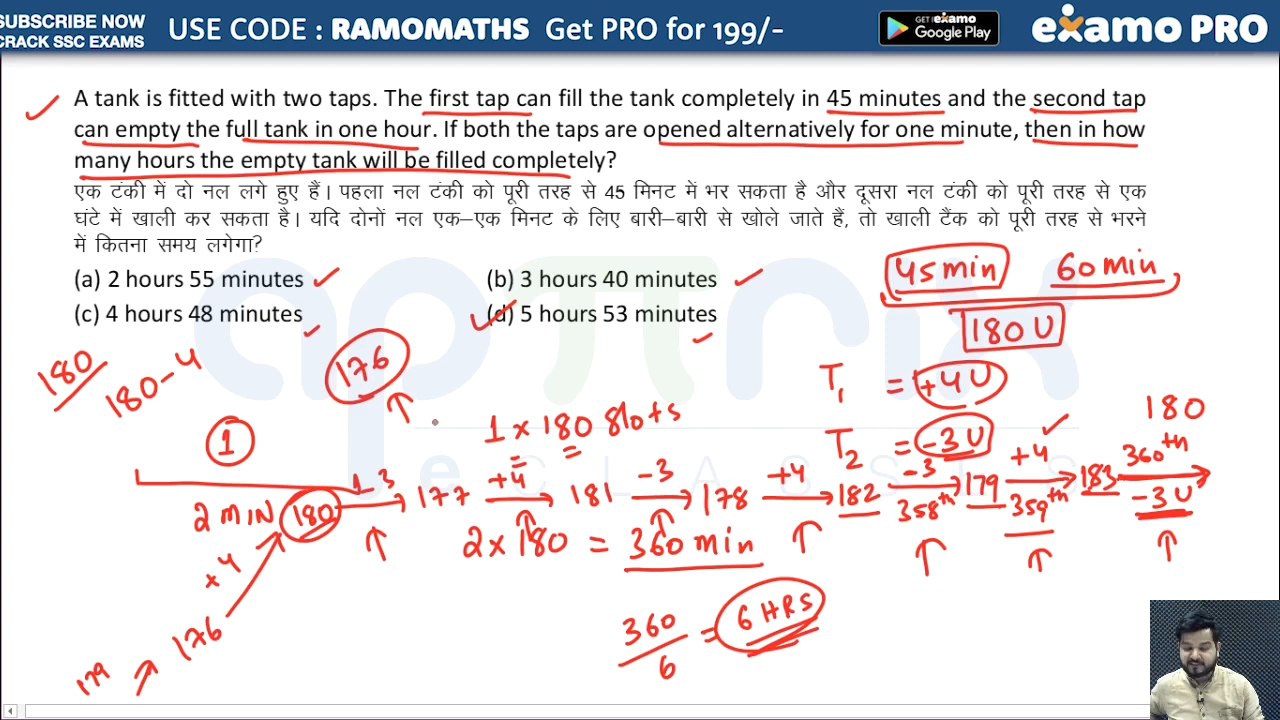 SUBSCRIBE NOW
CRACK SSC EXAMS
USE CODE : RAMOMATHS Get PRO for 199/-
GET IT ON examo
Google Play
examo PRO
A tank is fitted with two taps. The first tap can fill the tank completely in 45 minutes and the second tap
can empty the full tank in one hour. If both the taps are opened alternatively for one minute, then in how
many hours the empty tank will be filled completely?
एक टंकी में दो नल लगे हुए हैं। पहला नल टंकी को पूरी तरह से 45 मिनट में भर सकता है और दूसरा नल टंकी को पूरी तरह से एक
घंटे में खाली कर सकता है। यदि दोनों नल एक–एक मिनट के लिए बारी–बारी से खोले जाते हैं, तो खाली टैंक को पूरी तरह से भरने
में कितना समय लगेगा?
45 min 60 min
(a) 2 hours 55 minutes (b) 3 hours 40 minutes
(c) 4 hours 48 minutes (d) 5 hours 53 minutes
180 U
180
180-4
176
T1 = +4U
1 × 180 Slots
180
1
T2 = -3U
2 MIN 180 177 +4 181 -3 178 +4 182 -3 358th 179 +4 359th 183 360th -3U
2 × 180 = 360 min
+4
176
179
360/6 = 6 HRS
CLASSES